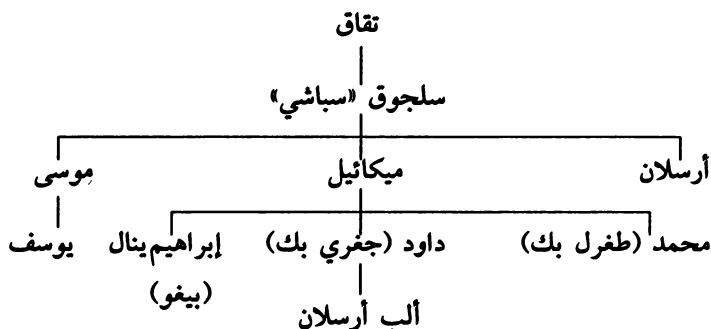 تقاق
سلجوق «سباشي»
أرسلان ميكائيل موسى
محمد (طغرل بك) داود (جغري بك) إبراهيم ينال يوسف
(بيغو)
ألب أرسلان